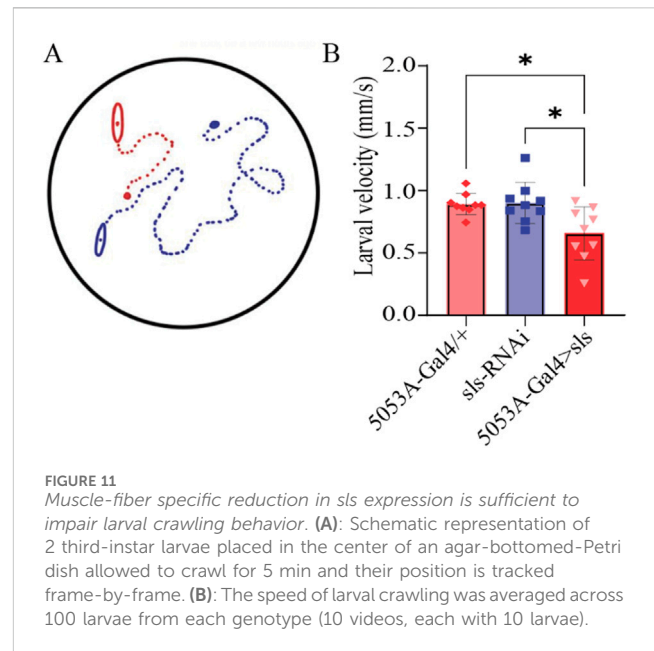 A
B
*
*
Larval velocity (mm/s)
2.0
1.5
1.0
0.5
0.0
5053A-Gal4/+
sls-RNAi
5053A-Gal4>sls
FIGURE 11
Muscle-fiber specific reduction in sls expression is sufficient to
impair larval crawling behavior. (A): Schematic representation of
2 third-instar larvae placed in the center of an agar-bottomed-Petri
dish allowed to crawl for 5 min and their position is tracked
frame-by-frame. (B): The speed of larval crawling was averaged across
100 larvae from each genotype (10 videos, each with 10 larvae).